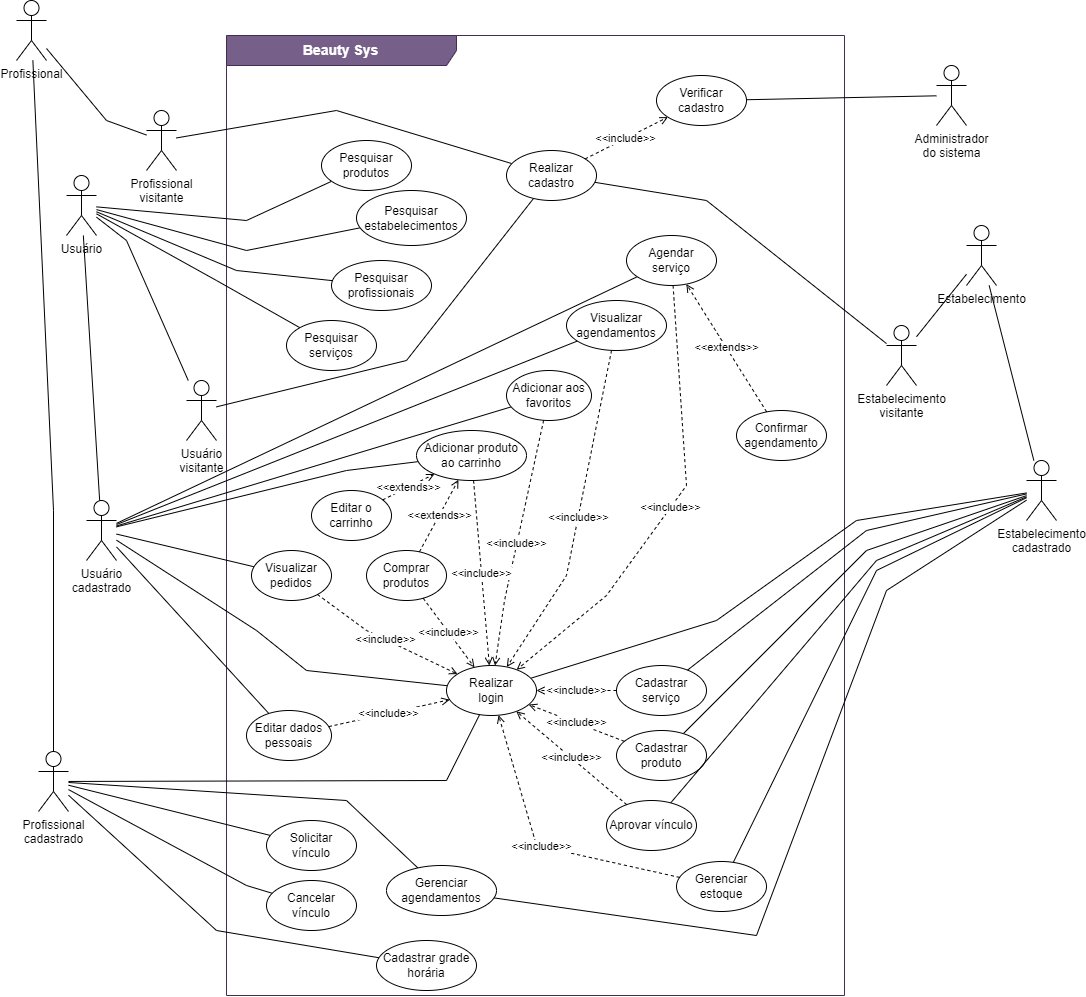 Beauty Sys
Profissional
Verificar
cadastro
Administrador
do sistema
<<include>>
Profissional
visitante
Pesquisar
produtos
Realizar
cadastro
Usuário
Pesquisar
estabelecimentos
Agendar
serviço
Pesquisar
profissionais
Estabelecimento
Visualizar
agendamentos
Pesquisar
serviços
<<extends>>
Adicionar aos
favoritos
Estabelecimento
visitante
Usuário
visitante
Confirmar
agendamento
Adicionar produto
ao carrinho
<<extends>>
Editar o
carrinho
<<extends>>
<<include>>
<<include>>
Estabelecimento
cadastrado
<<include>>
Usuário
cadastrado
Visualizar
pedidos
Comprar
produtos
<<include>>
<<include>>
<<include>>
Realizar
login
<<include>>
Cadastrar
serviço
Editar dados
pessoais
<<include>>
<<include>>
Cadastrar
produto
<<include>>
Profissional
cadastrado
Aprovar vínculo
Solicitar
vínculo
<<include>>
Gerenciar
agendamentos
Gerenciar
estoque
Cancelar
vínculo
Cadastrar grade
horária